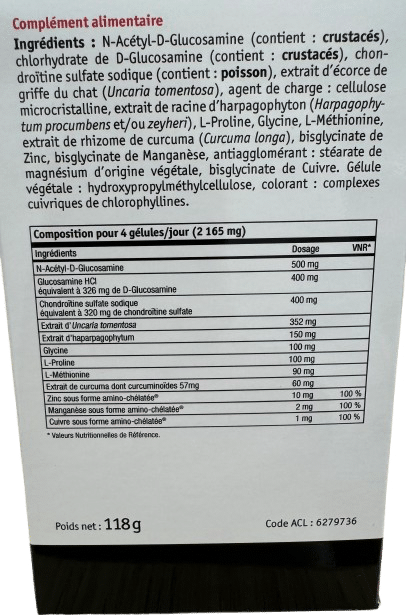 Complément alimentaire
Ingrédients : N-Acétyl-D-Glucosamine (contient : crustacés),
chlorhydrate de D-Glucosamine (contient : crustacés), chon-
droïtine sulfate sodique (contient : poisson), extrait d'écorce de
griffe du chat (Uncaria tomentosa), agent de charge : cellulose
microcristalline, extrait de racine d'harpagophyton (Harpagophy-
tum procumbens et/ou zeyheri), L-Proline, Glycine, L-Méthionine,
extrait de rhizome de curcuma (Curcuma longa), bisglycinate de
Zinc, bisglycinate de Manganèse, antiagglomérant : stéarate de
magnésium d'origine végétale, bisglycinate de Cuivre. Gélule
végétale : hydroxypropylméthylcellulose, colorant : complexes
cuivriques de chlorophyllines.
Composition pour 4 gélules/jour (2 165 mg)
Ingrédients Dosage VNR*
N-Acétyl-D-Glucosamine 500 mg
Glucosamine HCl 400 mg
équivalent à 326 mg de D-Glucosamine
Chondroïtine sulfate sodique 400 mg
équivalent à 320 mg de chondroïtine sulfate
Extrait d'Uncaria tomentosa 352 mg
Extrait d'haparpagophytum 150 mg
Glycine 100 mg
L-Proline 100 mg
L-Méthionine 90 mg
Extrait de curcuma dont curcuminoïdes 57mg 60 mg
Zinc sous forme amino-chélatée® 10 mg 100 %
Manganèse sous forme amino-chélatée® 2 mg 100 %
Cuivre sous forme amino-chélatée® 1 mg 100 %
* Valeurs Nutritionnelles de Référence.
Poids net : 118g Code ACL : 6279736